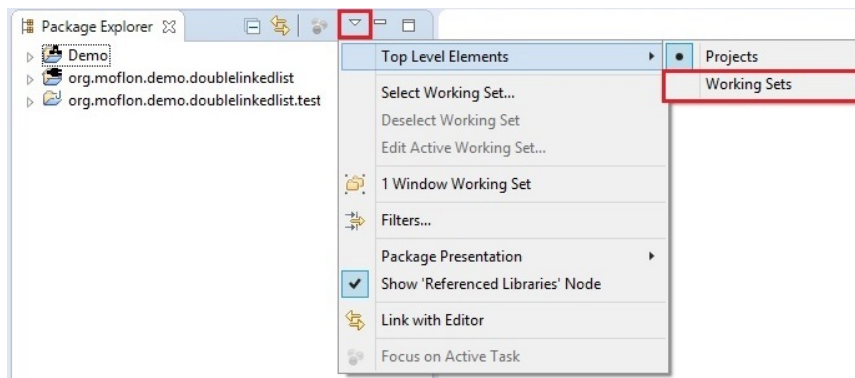 Package Explorer
Demo
org.moflon.demo.doublelinkedlist
org.moflon.demo.doublelinkedlist.test
Top Level Elements
Select Working Set...
Deselect Working Set
Edit Active Working Set...
1 Window Working Set
Filters...
Package Presentation
Show 'Referenced Libraries' Node
Link with Editor
Focus on Active Task
Projects
Working Sets